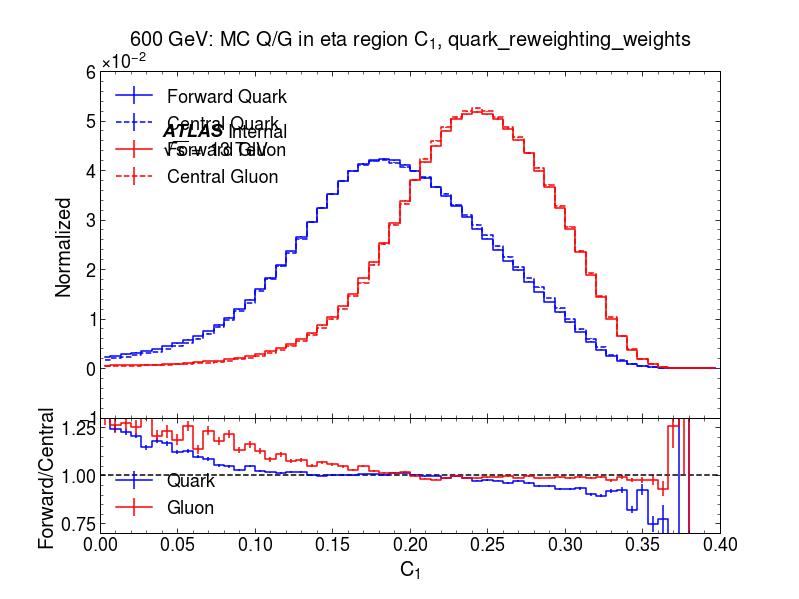 600 GeV: MC Q/G in eta region C₁, quark_reweighting_weights
×10⁻²
Forward Quark
Central Quark
ATLAS Internal
√s = 13 TeV
Forward Gluon
Central Gluon
Normalized
6
5
4
3
2
1
0
−1
Forward/Central
1.25
1.00
0.75
Quark
Gluon
0.00 0.05 0.10 0.15 0.20 0.25 0.30 0.35 0.40
C₁